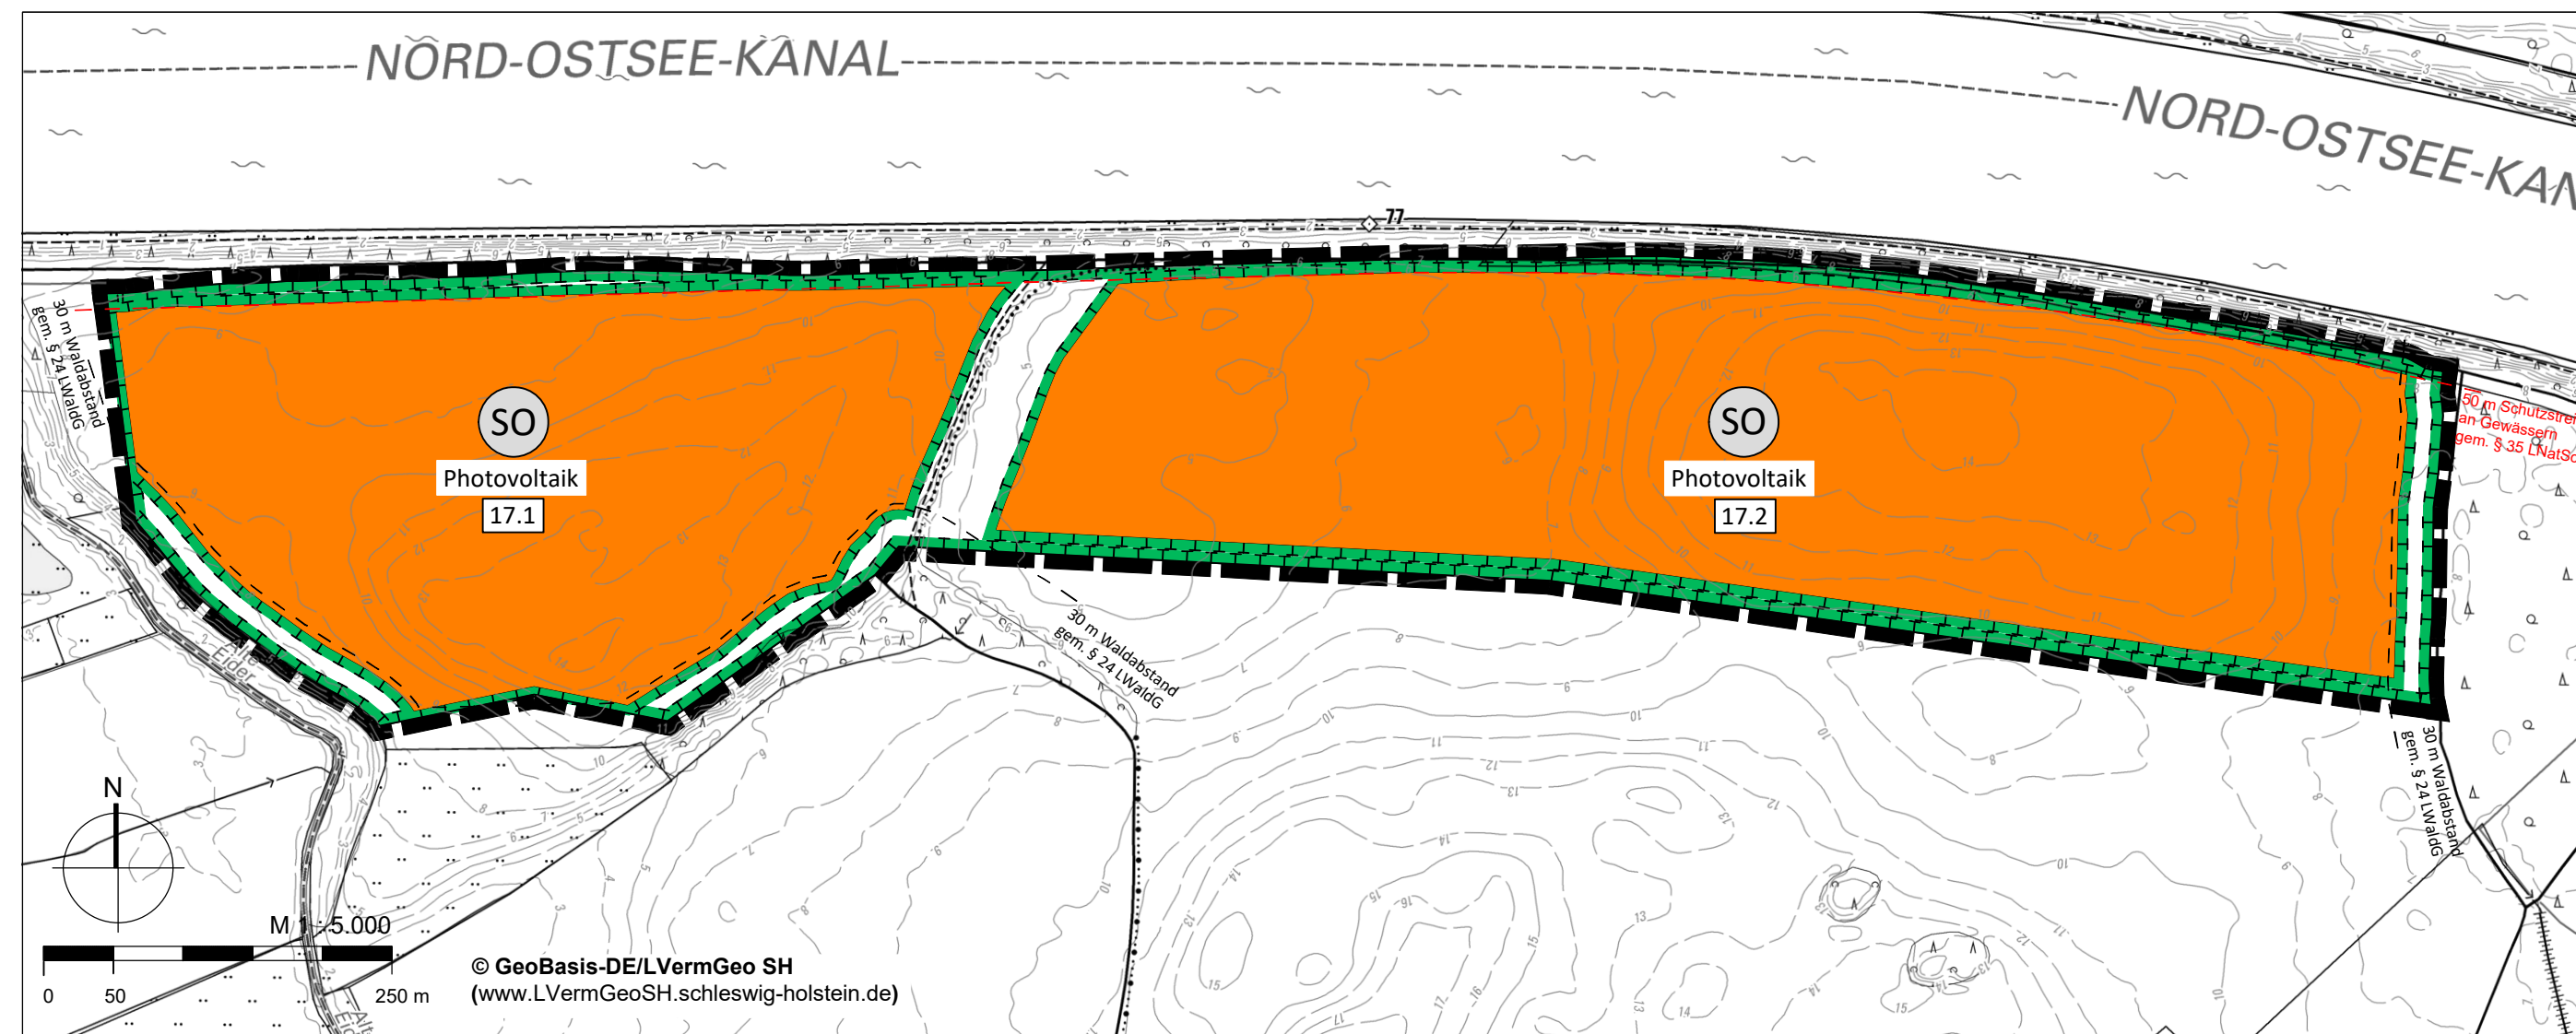 NORD-OSTSEE-KANAL
NORD-OSTSEE-KAN
77
30 m Waldabstand
gem. § 24 LWaldG
SO
Photovoltaik
17.1
SO
Photovoltaik
17.2
50 m Schutzstrei
an Gewässern
gem. § 35 LNatSc
Alte
Eider
30 m Waldabstand
gem. § 24 LWaldG
30 m Waldabstand
gem. § 24 LWaldG
N
M 1 : 5.000
0 50 250 m
© GeoBasis-DE/LVermGeo SH
(www.LVermGeoSH.schleswig-holstein.de)